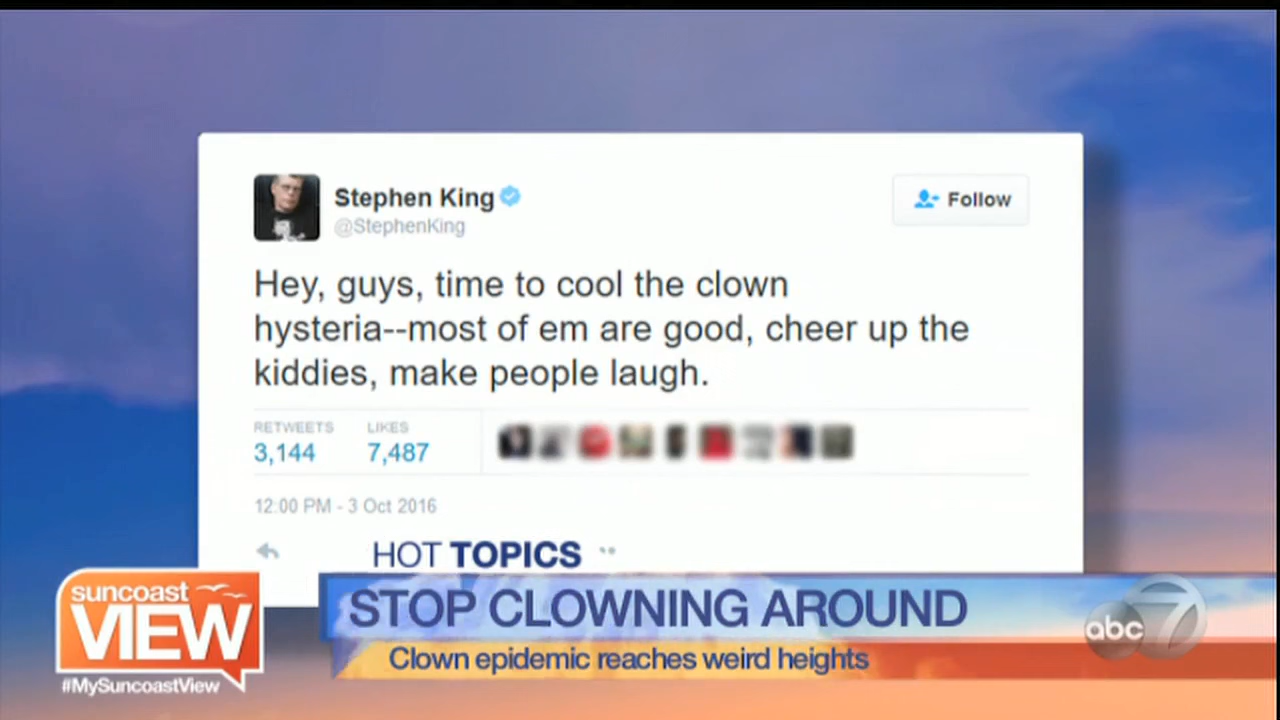 Stephen King
@StephenKing
Follow
Hey, guys, time to cool the clown
hysteria--most of em are good, cheer up the
kiddies, make people laugh.
RETWEETS LIKES
3,144 7,487
12:00 PM - 3 Oct 2016
HOT TOPICS
STOP CLOWNING AROUND
Clown epidemic reaches weird heights
suncoast
VIEW
#MySuncoastView
abc 7